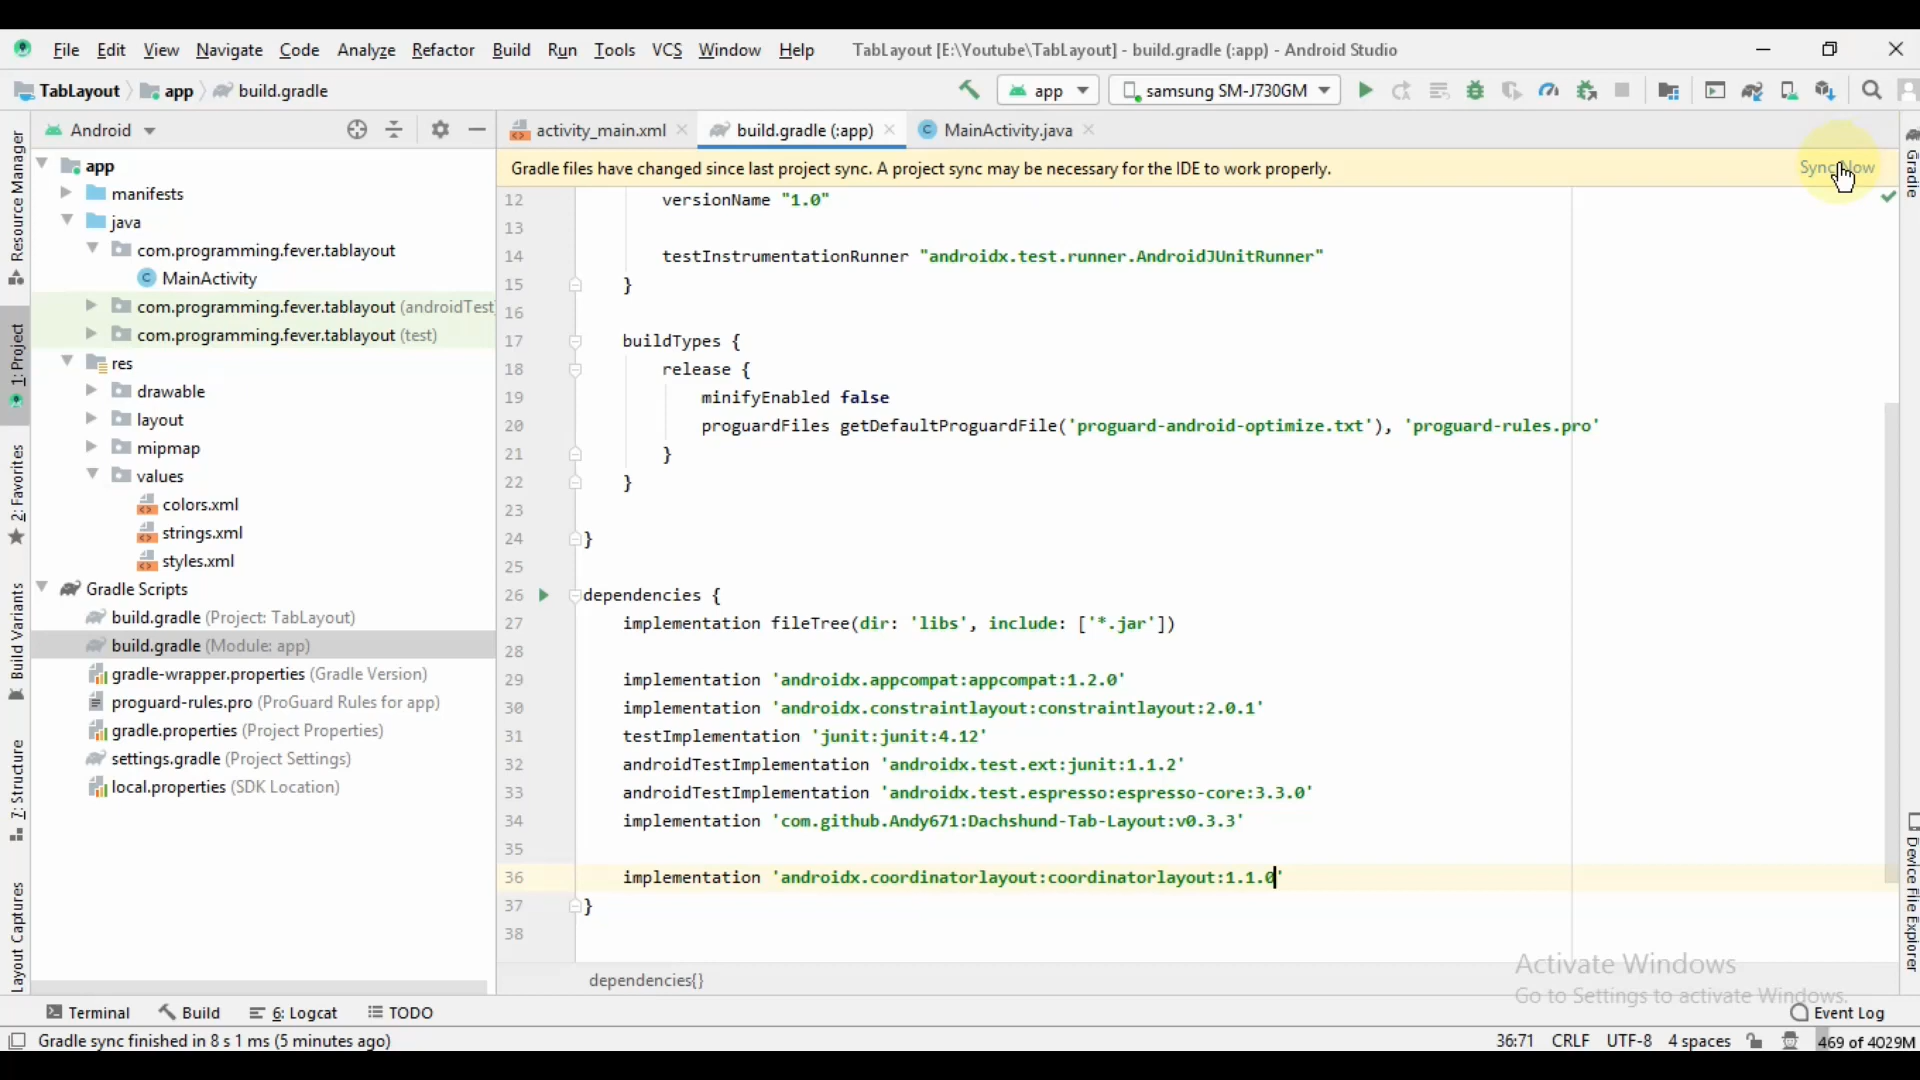 File Edit View Navigate Code Analyze Refactor Build Run Tools VCS Window Help TabLayout [E:\Youtube\TabLayout] - build.gradle (:app) - Android Studio
TabLayout app build.gradle app samsung SM-J730GM
Android activity_main.xml build.gradle (:app) MainActivity.java
Gradle files have changed since last project sync. A project sync may be necessary for the IDE to work properly. Sync Now
app
manifests
java
com.programming.fever.tablayout
MainActivity
com.programming.fever.tablayout (androidTest)
com.programming.fever.tablayout (test)
res
drawable
layout
mipmap
values
colors.xml
strings.xml
styles.xml
Gradle Scripts
build.gradle (Project: TabLayout)
build.gradle (Module: app)
gradle-wrapper.properties (Gradle Version)
proguard-rules.pro (ProGuard Rules for app)
gradle.properties (Project Properties)
settings.gradle (Project Settings)
local.properties (SDK Location)
12 versionName "1.0"
13
14 testInstrumentationRunner "androidx.test.runner.AndroidJUnitRunner"
15 }
16
17 buildTypes {
18 release {
19 minifyEnabled false
20 proguardFiles getDefaultProguardFile('proguard-android-optimize.txt'), 'proguard-rules.pro'
21 }
22 }
23
24 }
25
26 dependencies {
27 implementation fileTree(dir: 'libs', include: ['*.jar'])
28
29 implementation 'androidx.appcompat:appcompat:1.2.0'
30 implementation 'androidx.constraintlayout:constraintlayout:2.0.1'
31 testImplementation 'junit:junit:4.12'
32 androidTestImplementation 'androidx.test.ext:junit:1.1.2'
33 androidTestImplementation 'androidx.test.espresso:espresso-core:3.3.0'
34 implementation 'com.github.Andy671:Dachshund-Tab-Layout:v0.3.3'
35
36 implementation 'androidx.coordinatorlayout:coordinatorlayout:1.1.0'
37 }
38
dependencies{}
Resource Manager
1: Project
2: Favorites
Build Variants
7: Structure
Layout Captures
Gradle
Device File Explorer
Activate Windows
Go to Settings to activate Windows.
Terminal Build 6: Logcat TODO Event Log
Gradle sync finished in 8 s 1 ms (5 minutes ago) 36:71 CRLF UTF-8 4 spaces 469 of 4029M